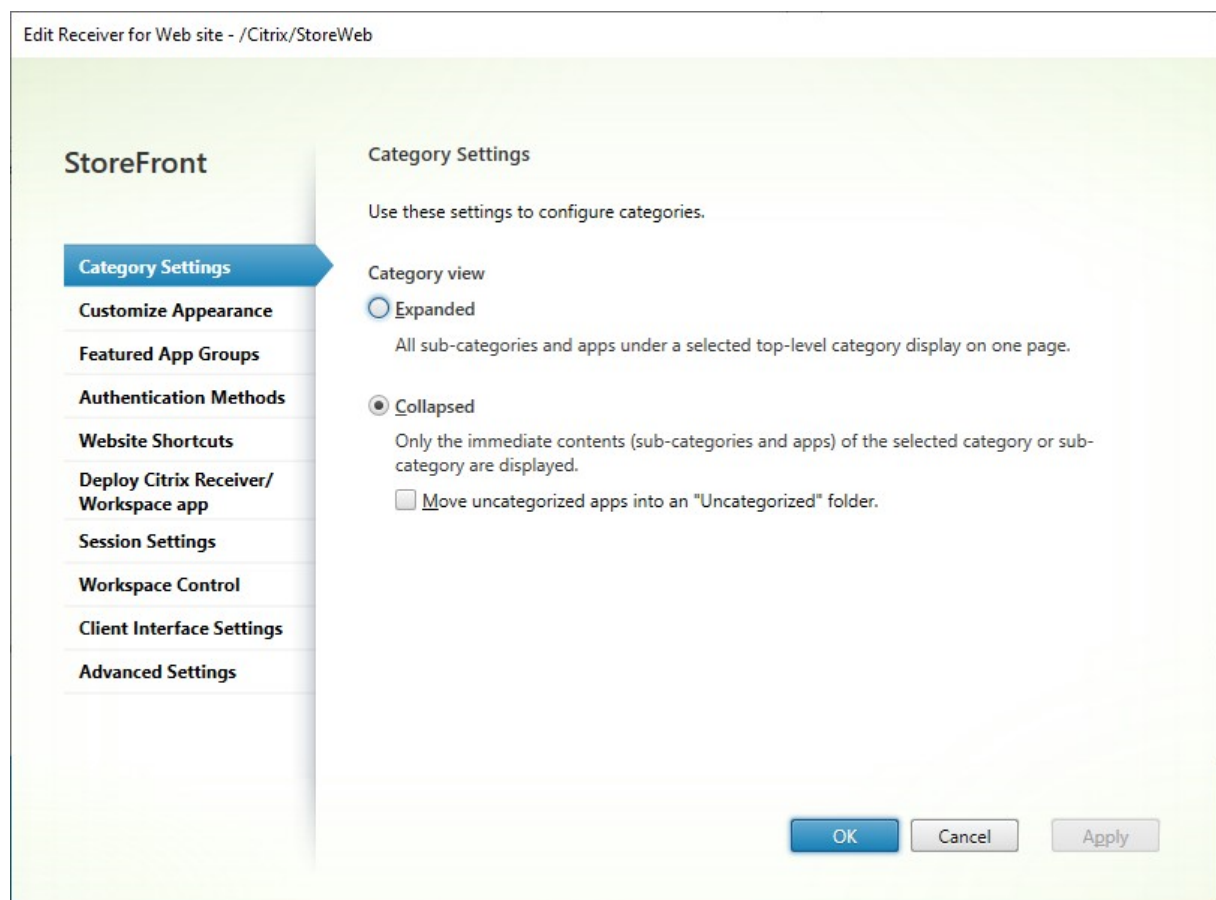 Edit Receiver for Web site - /Citrix/StoreWeb
StoreFront
Category Settings
Customize Appearance
Featured App Groups
Authentication Methods
Website Shortcuts
Deploy Citrix Receiver/
Workspace app
Session Settings
Workspace Control
Client Interface Settings
Advanced Settings
Category Settings
Use these settings to configure categories.
Category view
Expanded
All sub-categories and apps under a selected top-level category display on one page.
Collapsed
Only the immediate contents (sub-categories and apps) of the selected category or sub-
category are displayed.
Move uncategorized apps into an "Uncategorized" folder.
OK
Cancel
Apply